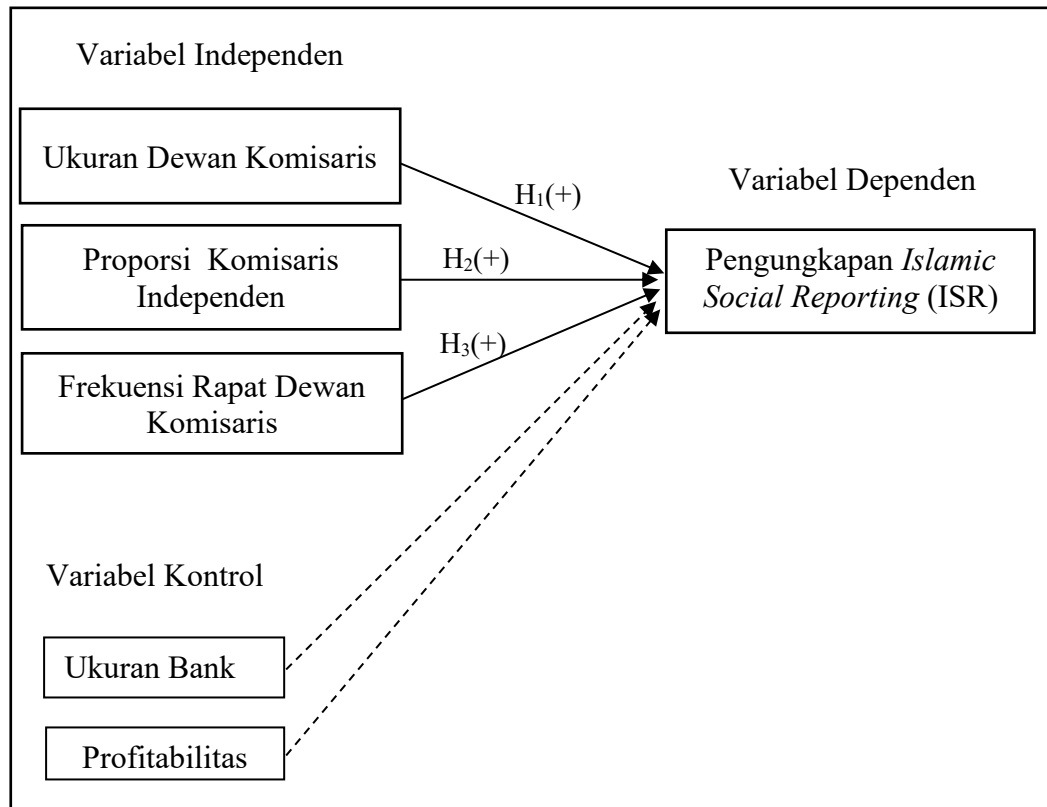 Variabel Independen
Ukuran Dewan Komisaris
H₁(+)
Variabel Dependen
Proporsi Komisaris
Independen
H₂(+)
Pengungkapan Islamic
Social Reporting (ISR)
H₃(+)
Frekuensi Rapat Dewan
Komisaris
Variabel Kontrol
Ukuran Bank
Profitabilitas